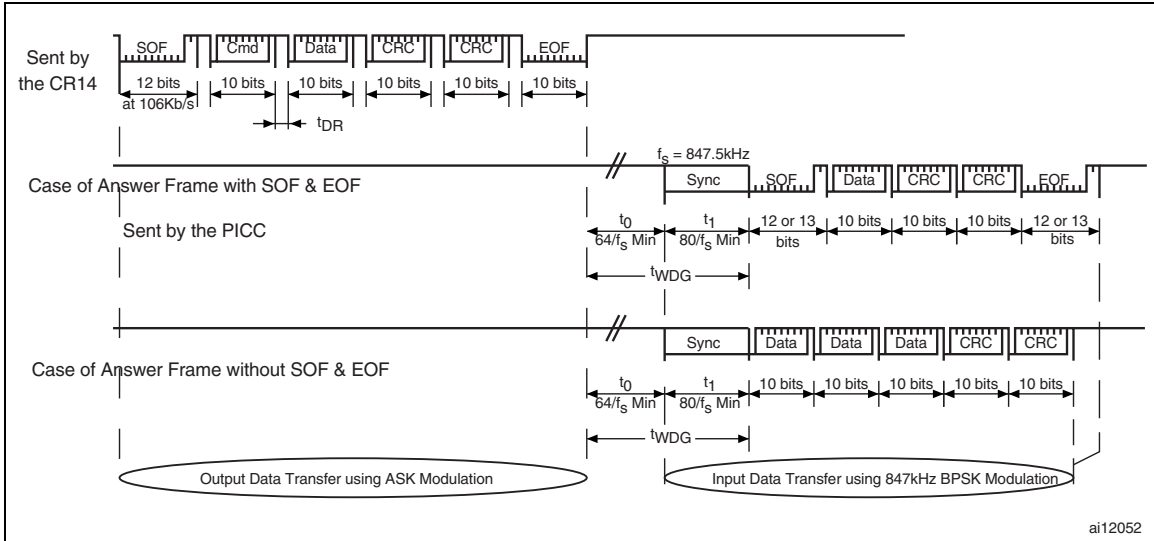 Sent by
the CR14
SOF Cmd Data CRC CRC EOF
12 bits 10 bits 10 bits 10 bits 10 bits 10 bits
at 106Kb/s
tDR
fs = 847.5kHz
Case of Answer Frame with SOF & EOF
Sync SOF Data CRC CRC EOF
Sent by the PICC
t0 t1 12 or 13 10 bits 10 bits 10 bits 12 or 13
64/fs Min 80/fs Min bits bits
tWDG
Sync Data Data Data CRC CRC
Case of Answer Frame without SOF & EOF
t0 t1 10 bits 10 bits 10 bits 10 bits 10 bits
64/fs Min 80/fs Min
tWDG
Output Data Transfer using ASK Modulation Input Data Transfer using 847kHz BPSK Modulation
ai12052